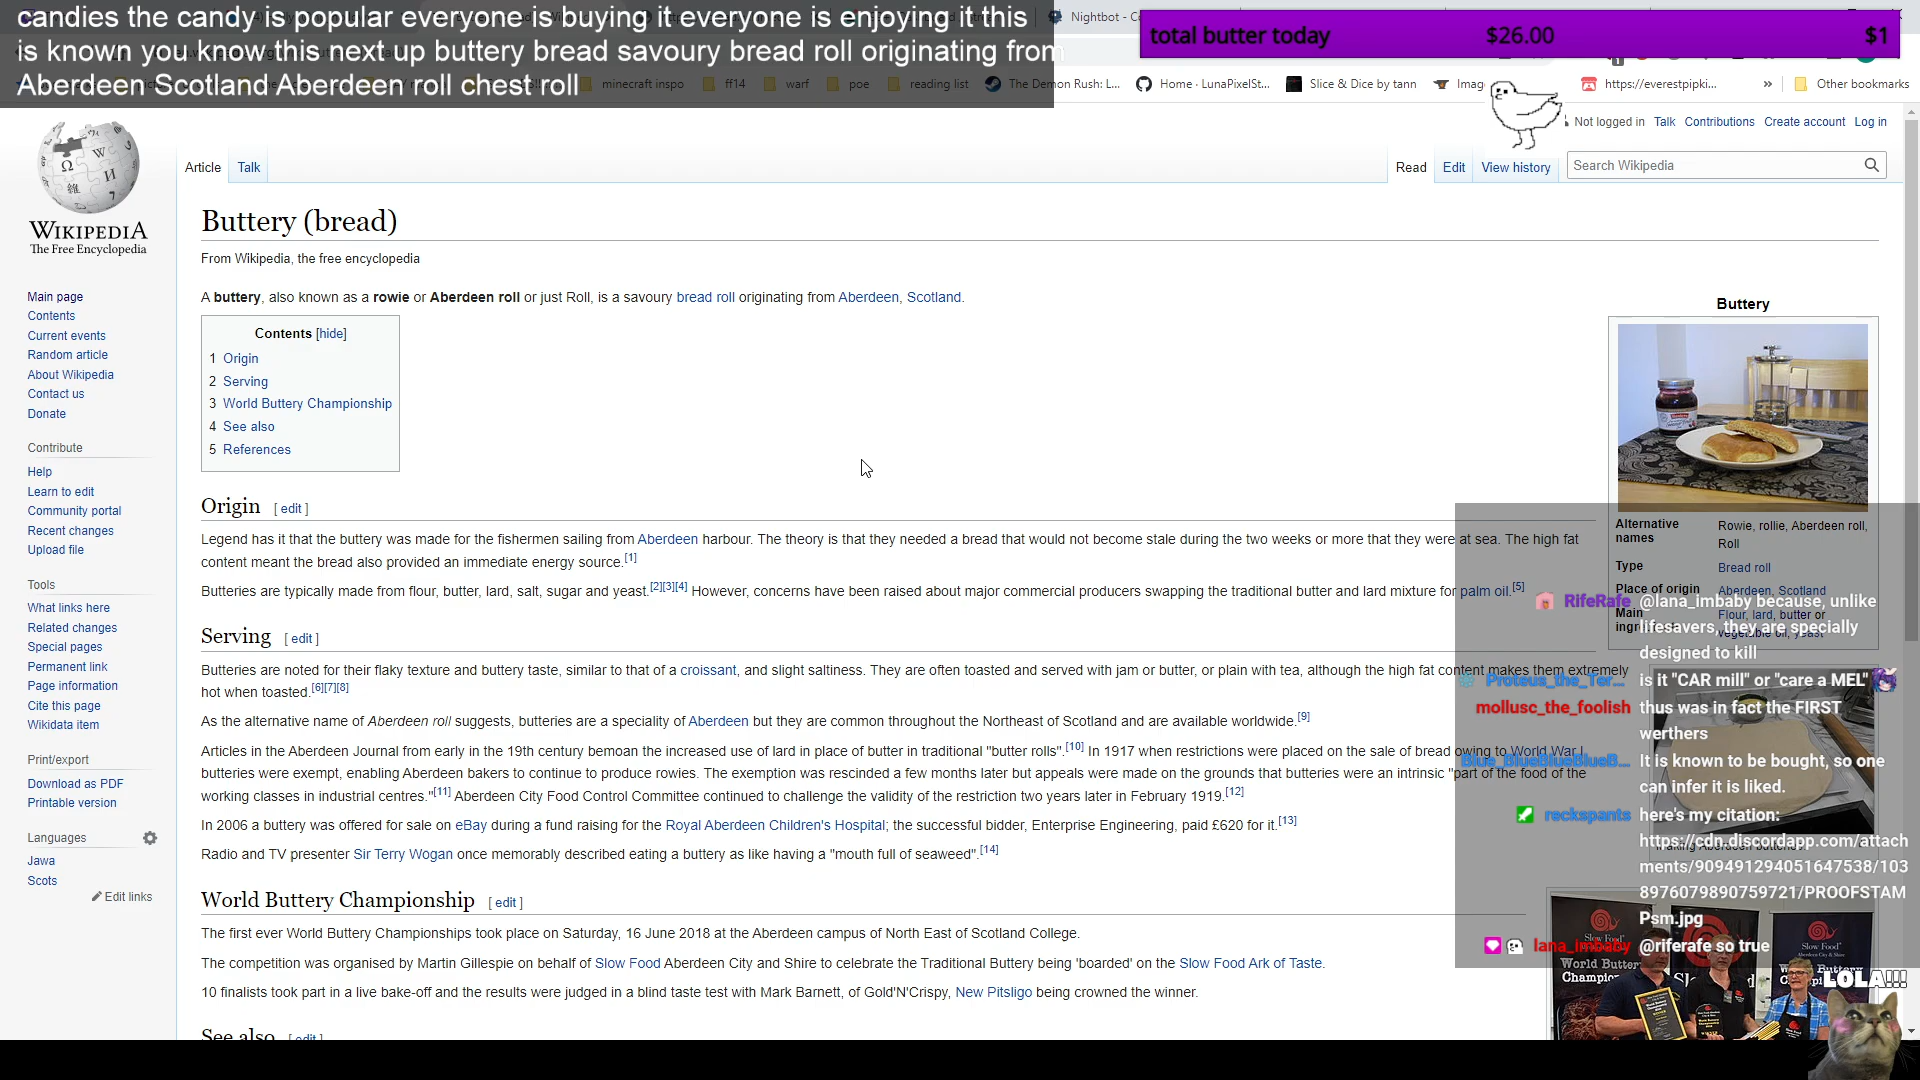 candies the candy is popular everyone is buying it everyone is enjoying it this
is known you know this next up buttery bread savoury bread roll originating from
Aberdeen Scotland Aberdeen roll chest roll
Nightbot - C
total butter today $26.00 $1
minecraft inspo ff14 warf poe reading list The Demon Rush: L... Home · LunaPixelSt... Slice & Dice by tann Imag https://everestpipki... » Other bookmarks
Not logged in Talk Contributions Create account Log in
Article Talk Read Edit View history Search Wikipedia
WIKIPEDIA
The Free Encyclopedia
Main page
Contents
Current events
Random article
About Wikipedia
Contact us
Donate
Contribute
Help
Learn to edit
Community portal
Recent changes
Upload file
Tools
What links here
Related changes
Special pages
Permanent link
Page information
Cite this page
Wikidata item
Print/export
Download as PDF
Printable version
Languages
Jawa
Scots
Edit links
Buttery (bread)
From Wikipedia, the free encyclopedia
A buttery, also known as a rowie or Aberdeen roll or just Roll, is a savoury bread roll originating from Aberdeen, Scotland.
Contents [hide]
1 Origin
2 Serving
3 World Buttery Championship
4 See also
5 References
Origin [ edit ]
Legend has it that the buttery was made for the fishermen sailing from Aberdeen harbour. The theory is that they needed a bread that would not become stale during the two weeks or more that they were at sea. The high fat
content meant the bread also provided an immediate energy source.[1]
Butteries are typically made from flour, butter, lard, salt, sugar and yeast.[2][3][4] However, concerns have been raised about major commercial producers swapping the traditional butter and lard mixture for palm oil.[5]
Serving [ edit ]
Butteries are noted for their flaky texture and buttery taste, similar to that of a croissant, and slight saltiness. They are often toasted and served with jam or butter, or plain with tea, although the high fat content makes them extremely
hot when toasted.[6][7][8]
As the alternative name of Aberdeen roll suggests, butteries are a speciality of Aberdeen but they are common throughout the Northeast of Scotland and are available worldwide.[9]
Articles in the Aberdeen Journal from early in the 19th century bemoan the increased use of lard in place of butter in traditional "butter rolls".[10] In 1917 when restrictions were placed on the sale of bread owing to World War I
butteries were exempt, enabling Aberdeen bakers to continue to produce rowies. The exemption was rescinded a few months later but appeals were made on the grounds that butteries were an intrinsic "part of the food of the
working classes in industrial centres."[11] Aberdeen City Food Control Committee continued to challenge the validity of the restriction two years later in February 1919.[12]
In 2006 a buttery was offered for sale on eBay during a fund raising for the Royal Aberdeen Children's Hospital; the successful bidder, Enterprise Engineering, paid £620 for it.[13]
Radio and TV presenter Sir Terry Wogan once memorably described eating a buttery as like having a "mouth full of seaweed".[14]
World Buttery Championship [ edit ]
The first ever World Buttery Championships took place on Saturday, 16 June 2018 at the Aberdeen campus of North East of Scotland College.
The competition was organised by Martin Gillespie on behalf of Slow Food Aberdeen City and Shire to celebrate the Traditional Buttery being 'boarded' on the Slow Food Ark of Taste.
10 finalists took part in a live bake-off and the results were judged in a blind taste test with Mark Barnett, of Gold'N'Crispy, New Pitsligo being crowned the winner.
See also [ edit ]
Buttery
Alternative names Rowie, rollie, Aberdeen roll, Roll
Type Bread roll
Place of origin Aberdeen, Scotland
Main Flour, lard, butter or
vegetable oil, yeast
RifeRafe @lana_imbaby because, unlike
lifesavers, they are specially
designed to kill
Proteus_the_Ter... is it "CAR mill" or "care a MEL"
mollusc_the_foolish thus was in fact the FIRST
werthers
Blue_BlueBlueBlueB... It is known to be bought, so one
can infer it is liked.
reckspants here's my citation:
https://cdn.discordapp.com/attach
ments/909491294051647538/103
8976079890759721/PROOFSTAM
Psm.jpg
lana_imbaby @riferafe so true
Slow Food
World Buttery
Champion
LOLA!!!